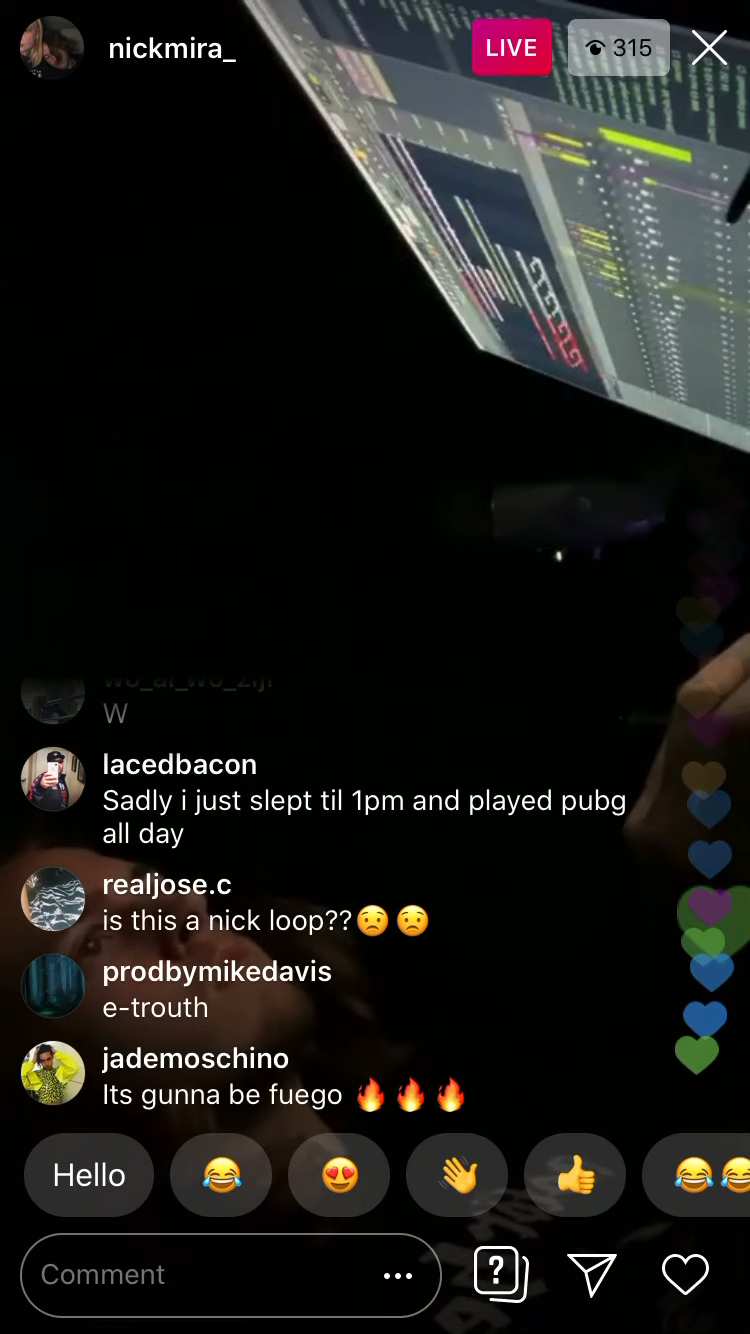 nickmira_
LIVE
315
W
lacedbacon
Sadly i just slept til 1pm and played pubg
all day
realjose.c
is this a nick loop??😟😟
prodbymikedavis
e-trouth
jademoschino
Its gunna be fuego 🔥🔥🔥
Hello 😂 😍 👋 👍 😂😂
Comment